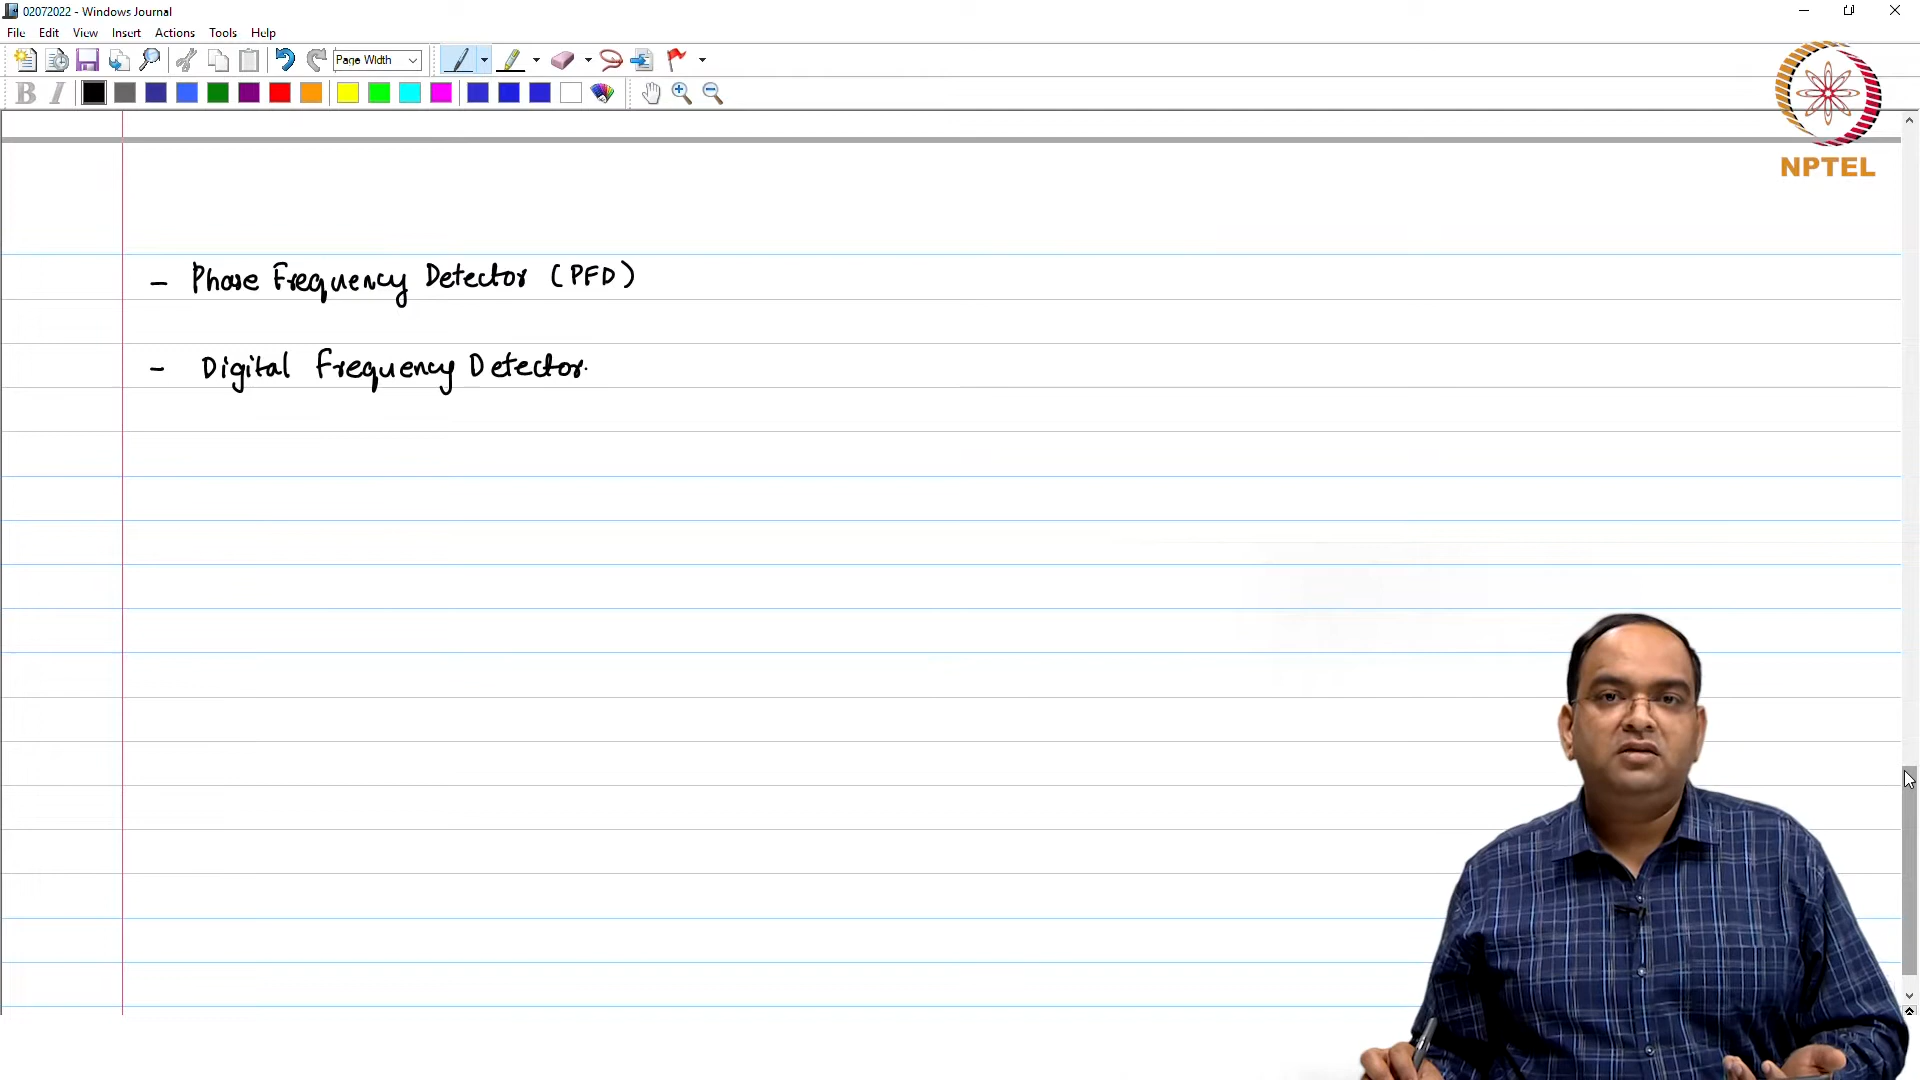 02072022 - Windows Journal
File Edit View Insert Actions Tools Help
Page Width
B I
NPTEL
- Phase Frequency Detector (PFD)
- Digital Frequency Detector